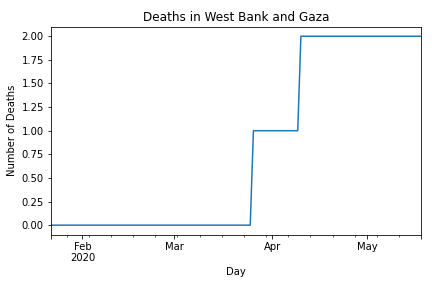 Deaths in West Bank and Gaza
2.00
1.75
1.50
1.25
1.00
0.75
0.50
0.25
0.00
Number of Deaths
Feb
2020
Mar
Apr
May
Day